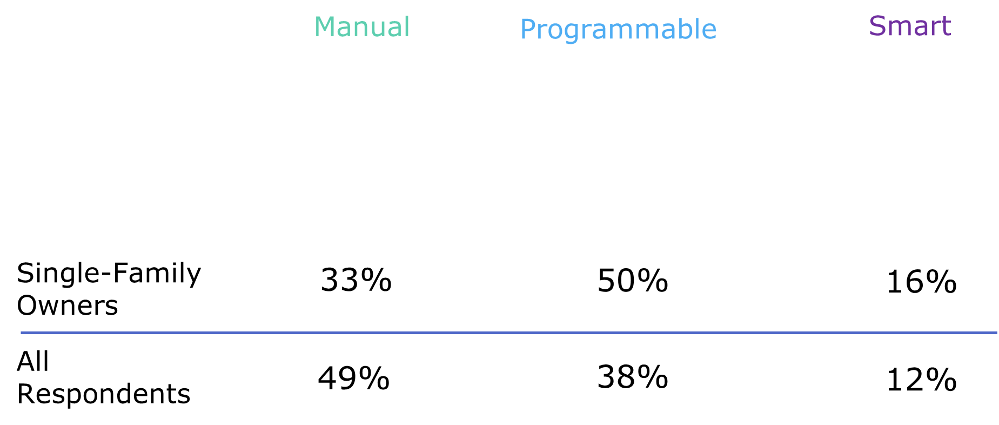 Manual Programmable Smart
Single-Family
Owners
33% 50% 16%
All
Respondents
49% 38% 12%